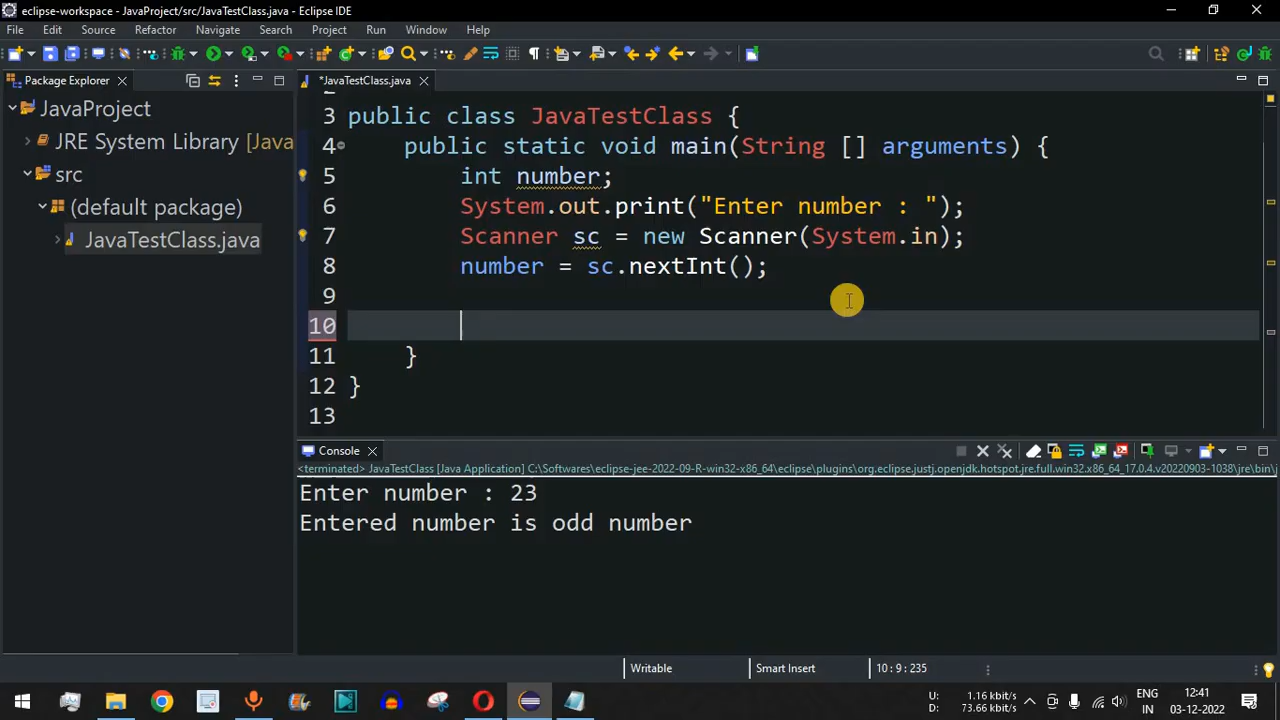 eclipse-workspace - JavaProject/src/JavaTestClass.java - Eclipse IDE
File Edit Source Refactor Navigate Search Project Run Window Help
Package Explorer
*JavaTestClass.java
JavaProject
JRE System Library [Java
src
(default package)
JavaTestClass.java
2
3 public class JavaTestClass {
4 public static void main(String [] arguments) {
5 int number;
6 System.out.print("Enter number : ");
7 Scanner sc = new Scanner(System.in);
8 number = sc.nextInt();
9
10
11 }
12 }
13
Console
<terminated> JavaTestClass [Java Application] C:\Softwares\eclipse-jee-2022-09-R-win32-x86_64\eclipse\plugins\org.eclipse.justj.openjdk.hotspot.jre.full.win32.x86_64_17.0.4.v20220903-1038\jre\bin\j
Enter number : 23
Entered number is odd number
Writable Smart Insert 10 : 9 : 235
U: 1.16 kbit/s
D: 73.66 kbit/s
ENG
IN
12:41
03-12-2022